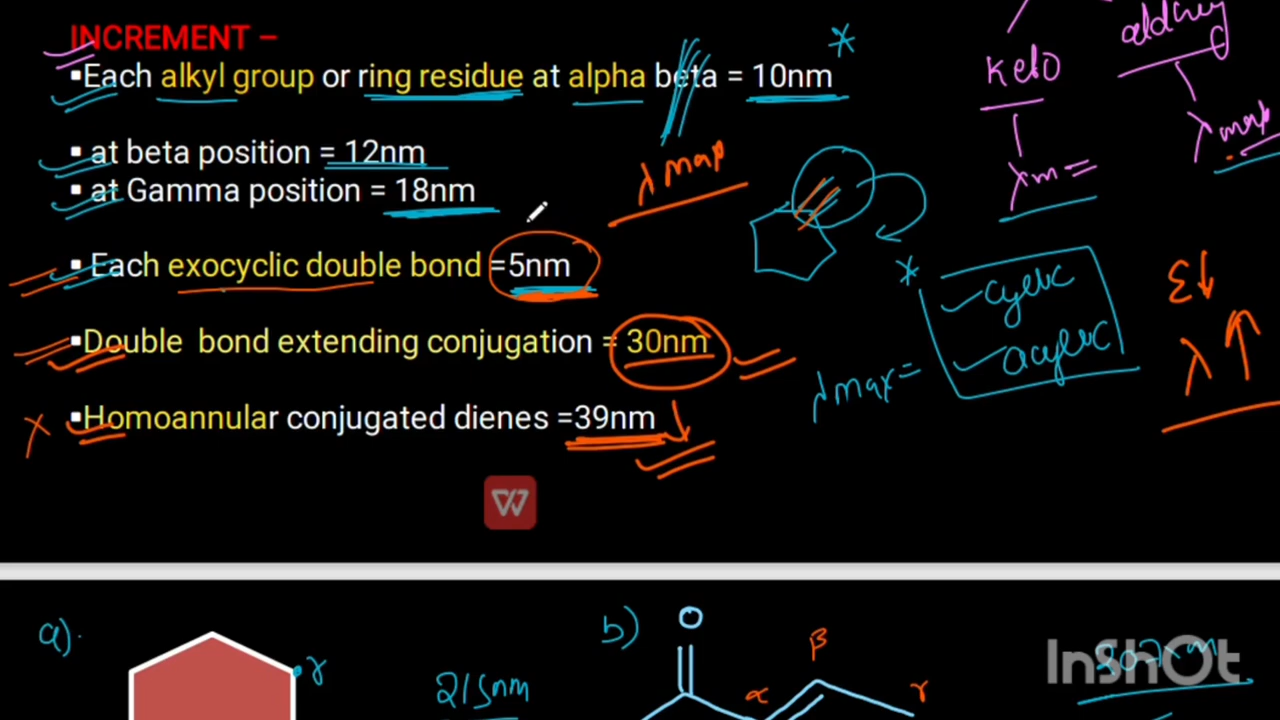 INCREMENT –
▪Each alkyl group or ring residue at alpha beta = 10nm
*
Keto
λmax
▪ at beta position = 12nm
▪ at Gamma position = 18nm
λ max
λm=
▪ Each exocyclic double bond =5nm
*
cyclic
ε↓
▪Double bond extending conjugation = 30nm
acyclic
λ↑
λmax=
▪Homoannular conjugated dienes =39nm ↓
X
W
a).
γ
215nm
b)
O
β
α
γ
InShOt